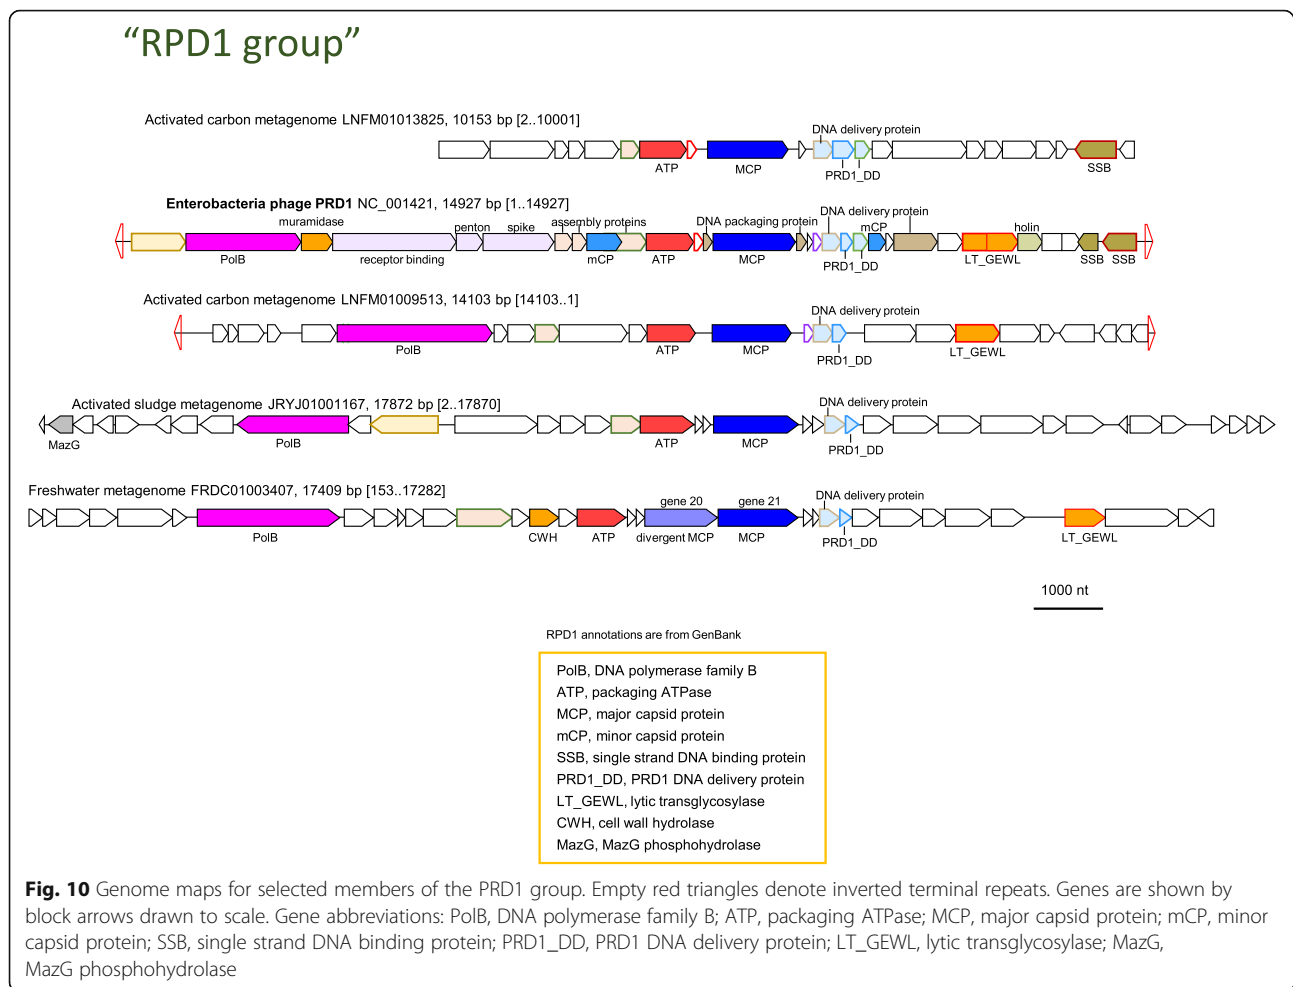 “RPD1 group”
Activated carbon metagenome LNFM01013825, 10153 bp [2..10001]
DNA delivery protein
ATP
MCP
PRD1_DD
SSB
Enterobacteria phage PRD1 NC_001421, 14927 bp [1..14927]
muramidase
penton
spike
assembly proteins
DNA packaging protein
DNA delivery protein
mCP
holin
PolB
receptor binding
mCP
ATP
MCP
PRD1_DD
LT_GEWL
SSB
SSB
Activated carbon metagenome LNFM01009513, 14103 bp [14103..1]
DNA delivery protein
PolB
ATP
MCP
PRD1_DD
LT_GEWL
Activated sludge metagenome JRYJ01001167, 17872 bp [2..17870]
DNA delivery protein
MazG
PolB
ATP
MCP
PRD1_DD
Freshwater metagenome FRDC01003407, 17409 bp [153..17282]
gene 20
gene 21
DNA delivery protein
PolB
CWH
ATP
divergent MCP
MCP
PRD1_DD
LT_GEWL
1000 nt
RPD1 annotations are from GenBank
PolB, DNA polymerase family B
ATP, packaging ATPase
MCP, major capsid protein
mCP, minor capsid protein
SSB, single strand DNA binding protein
PRD1_DD, PRD1 DNA delivery protein
LT_GEWL, lytic transglycosylase
CWH, cell wall hydrolase
MazG, MazG phosphohydrolase
Fig. 10 Genome maps for selected members of the PRD1 group. Empty red triangles denote inverted terminal repeats. Genes are shown by
block arrows drawn to scale. Gene abbreviations: PolB, DNA polymerase family B; ATP, packaging ATPase; MCP, major capsid protein; mCP, minor
capsid protein; SSB, single strand DNA binding protein; PRD1_DD, PRD1 DNA delivery protein; LT_GEWL, lytic transglycosylase; MazG,
MazG phosphohydrolase